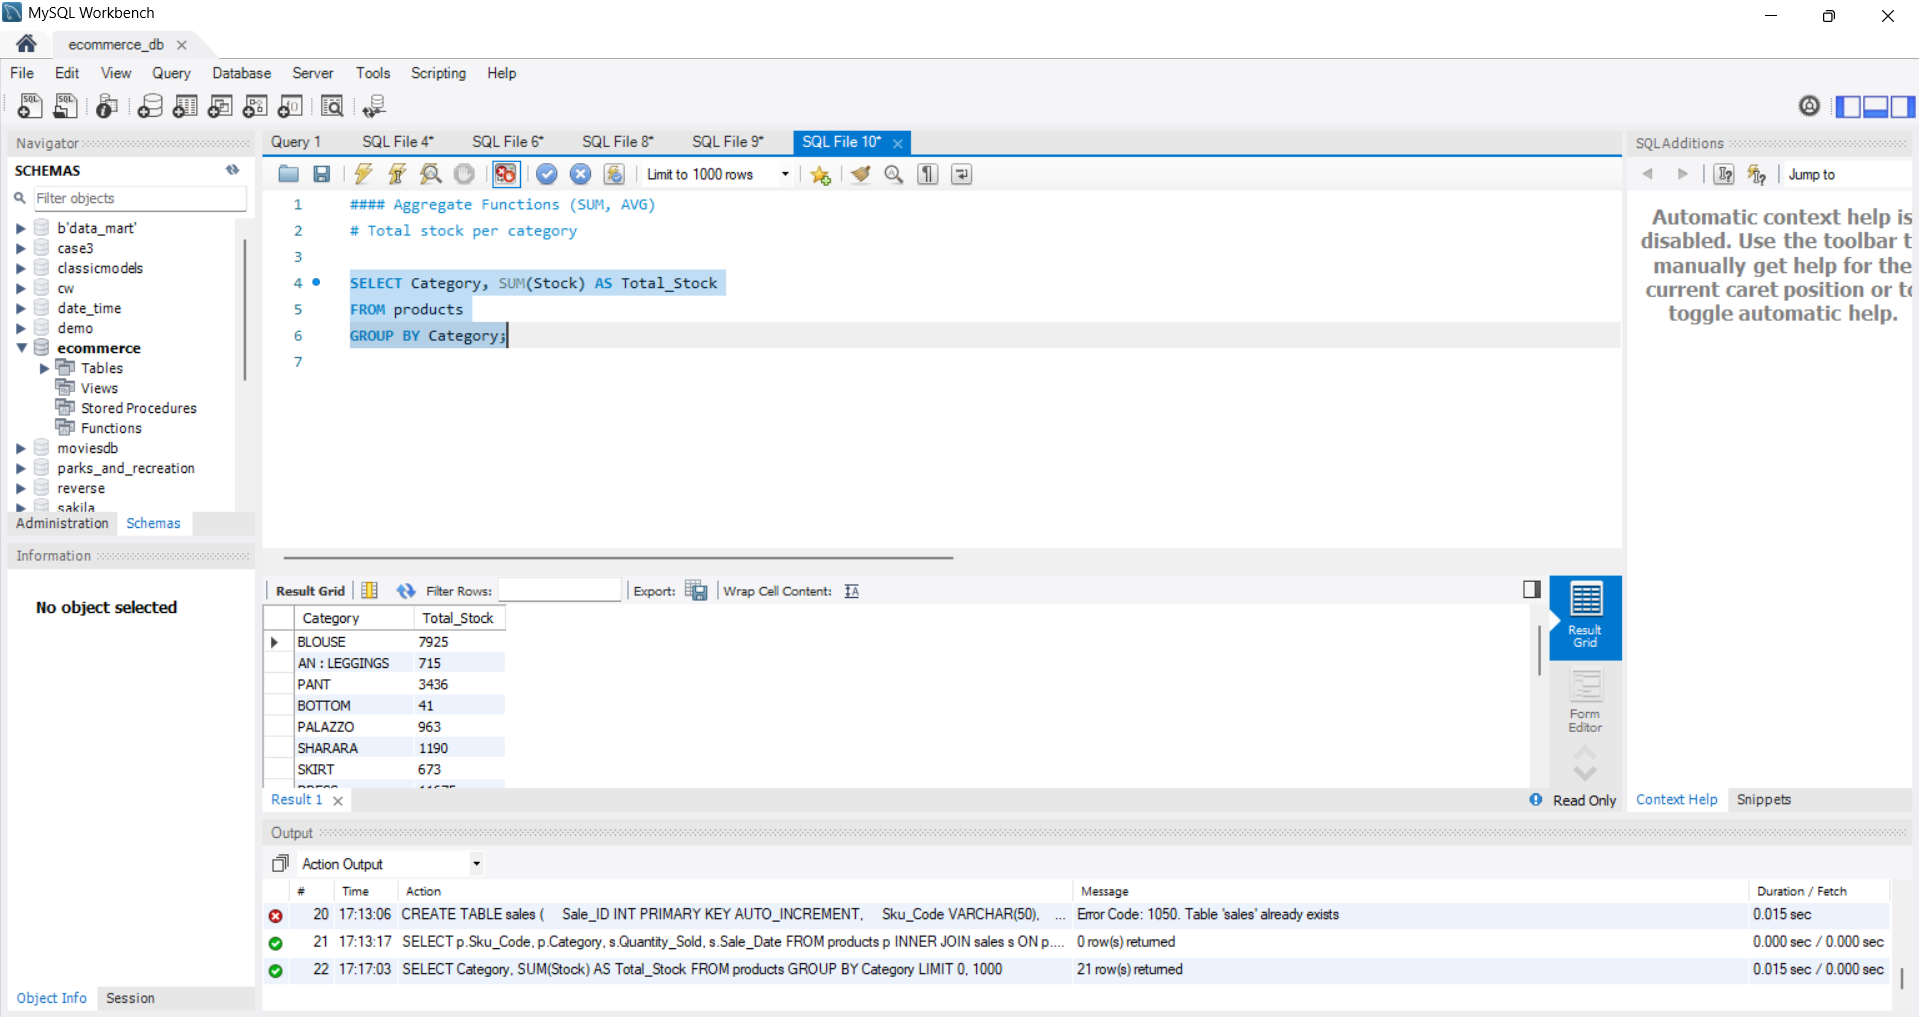 MySQL Workbench
ecommerce_db
File Edit View Query Database Server Tools Scripting Help
Navigator
SCHEMAS
Filter objects
b'data_mart'
case3
classicmodels
cw
date_time
demo
ecommerce
Tables
Views
Stored Procedures
Functions
moviesdb
parks_and_recreation
reverse
sakila
Administration Schemas
Information
No object selected
Object Info Session
Query 1 SQL File 4* SQL File 6* SQL File 8* SQL File 9* SQL File 10*
Limit to 1000 rows
1 #### Aggregate Functions (SUM, AVG)
2 # Total stock per category
3
4 SELECT Category, SUM(Stock) AS Total_Stock
5 FROM products
6 GROUP BY Category;
7
Result Grid Filter Rows: Export: Wrap Cell Content:
Category Total_Stock
BLOUSE 7925
AN : LEGGINGS 715
PANT 3436
BOTTOM 41
PALAZZO 963
SHARARA 1190
SKIRT 673
Result Grid
Form Editor
Result 1
Read Only
SQLAdditions
Jump to
Automatic context help is
disabled. Use the toolbar t
manually get help for the
current caret position or to
toggle automatic help.
Context Help Snippets
Output
Action Output
# Time Action Message Duration / Fetch
20 17:13:06 CREATE TABLE sales ( Sale_ID INT PRIMARY KEY AUTO_INCREMENT, Sku_Code VARCHAR(50), ... Error Code: 1050. Table 'sales' already exists 0.015 sec
21 17:13:17 SELECT p.Sku_Code, p.Category, s.Quantity_Sold, s.Sale_Date FROM products p INNER JOIN sales s ON p.... 0 row(s) returned 0.000 sec / 0.000 sec
22 17:17:03 SELECT Category, SUM(Stock) AS Total_Stock FROM products GROUP BY Category LIMIT 0, 1000 21 row(s) returned 0.015 sec / 0.000 sec